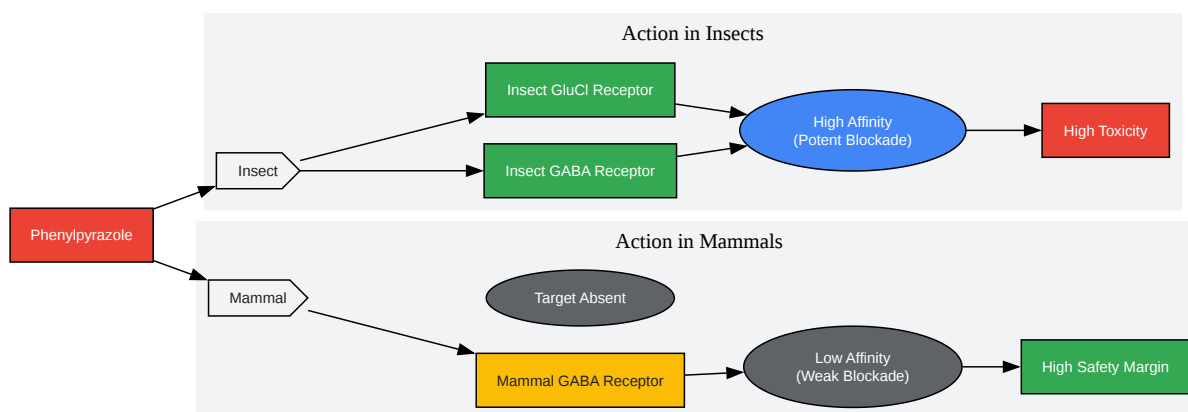 Action in Insects
Insect GluCl Receptor
High Affinity
(Potent Blockade)
High Toxicity
Insect
Insect GABA Receptor
Phenylpyrazole
Action in Mammals
Mammal
Target Absent
Mammal GABA Receptor
Low Affinity
(Weak Blockade)
High Safety Margin